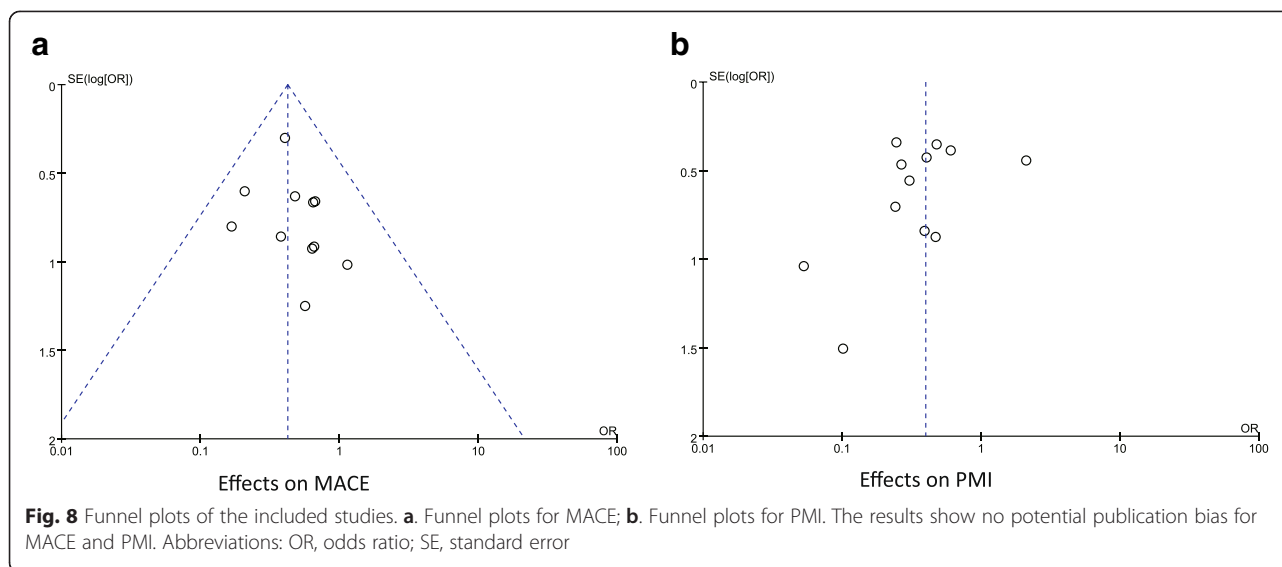 a
SE(log[OR])
0
0.5
1
1.5
2
0.01
0.1
1
10
100
OR
Effects on MACE
b
SE(log[OR])
0
0.5
1
1.5
2
0.01
0.1
1
10
100
OR
Effects on PMI
Fig. 8 Funnel plots of the included studies. a. Funnel plots for MACE; b. Funnel plots for PMI. The results show no potential publication bias for
MACE and PMI. Abbreviations: OR, odds ratio; SE, standard error